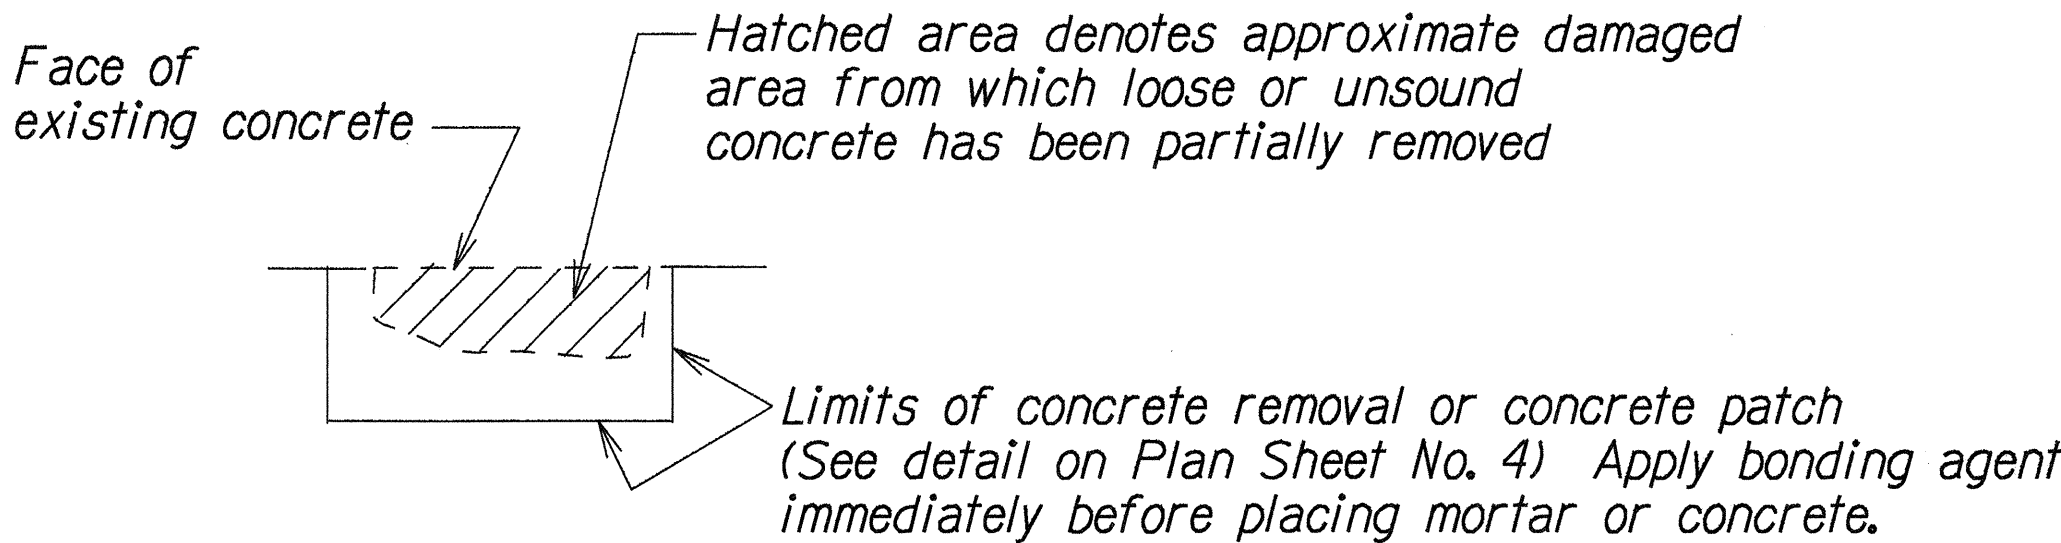 Face of
existing concrete
Hatched area denotes approximate damaged
area from which loose or unsound
concrete has been partially removed
Limits of concrete removal or concrete patch
(See detail on Plan Sheet No. 4) Apply bonding agent
immediately before placing mortar or concrete.